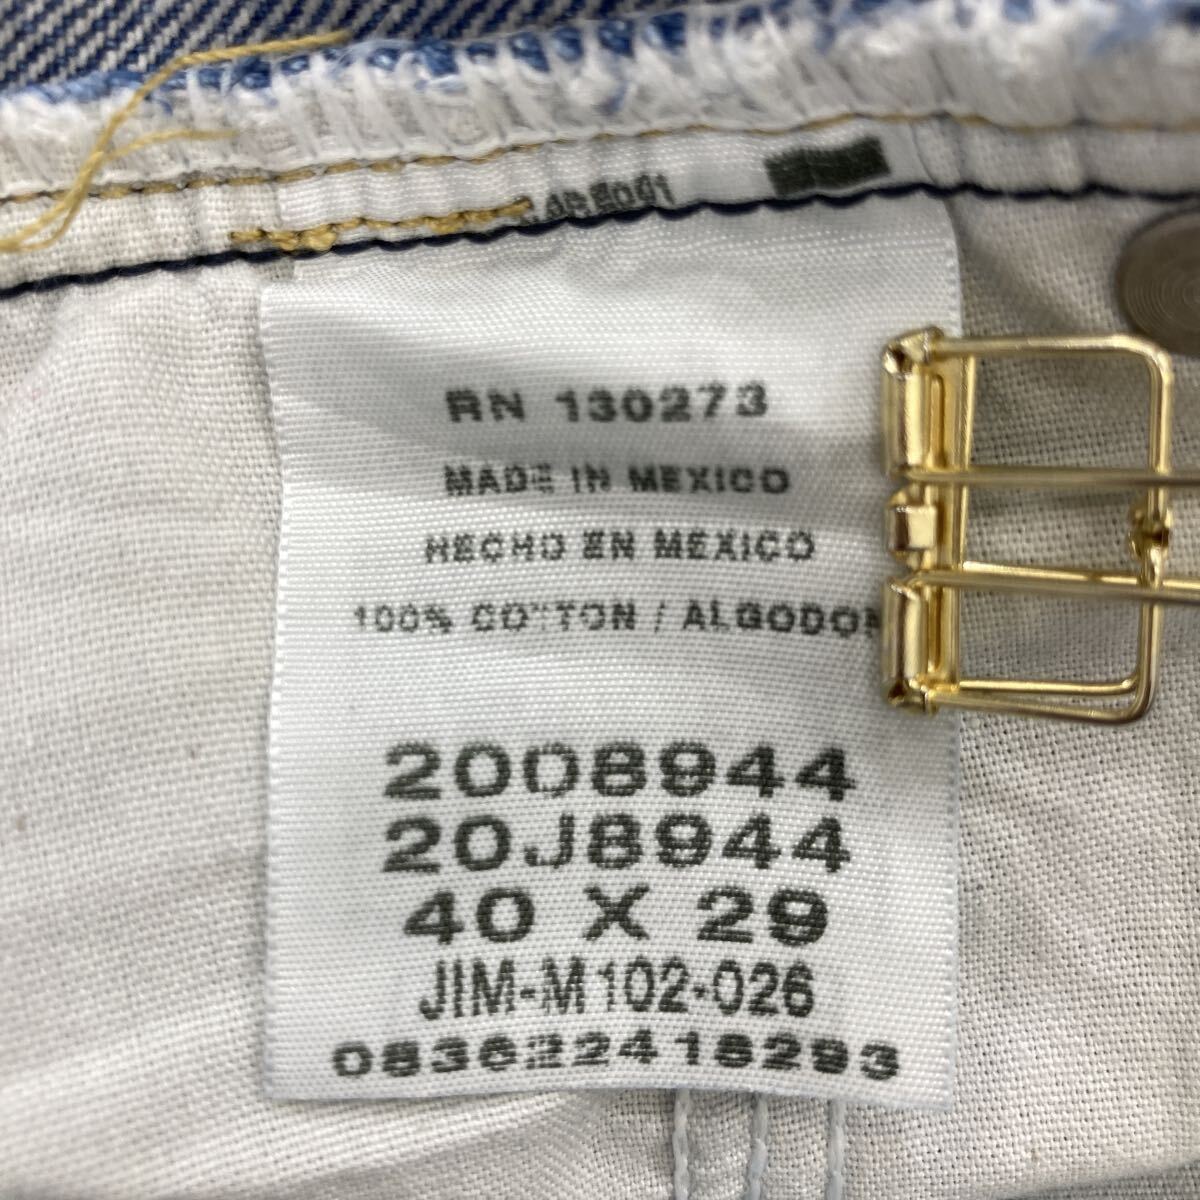 RN 130273
MADE IN MEXICO
HECHO EN MEXICO
100% COTTON / ALGODON
2008944
20J8944
40 X 29
JIM-M102-026
083622418293